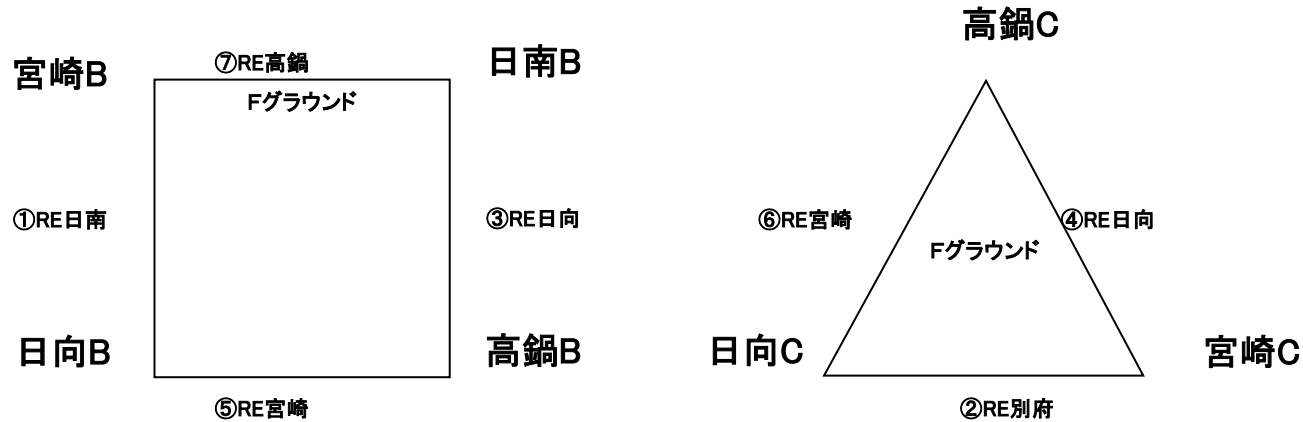 宮崎B
⑦RE高鍋
日南B
Fグラウンド
①RE日南
③RE日向
日向B
高鍋B
⑤RE宮崎
高鍋C
⑥RE宮崎
④RE日向
Fグラウンド
日向C
宮崎C
②RE別府